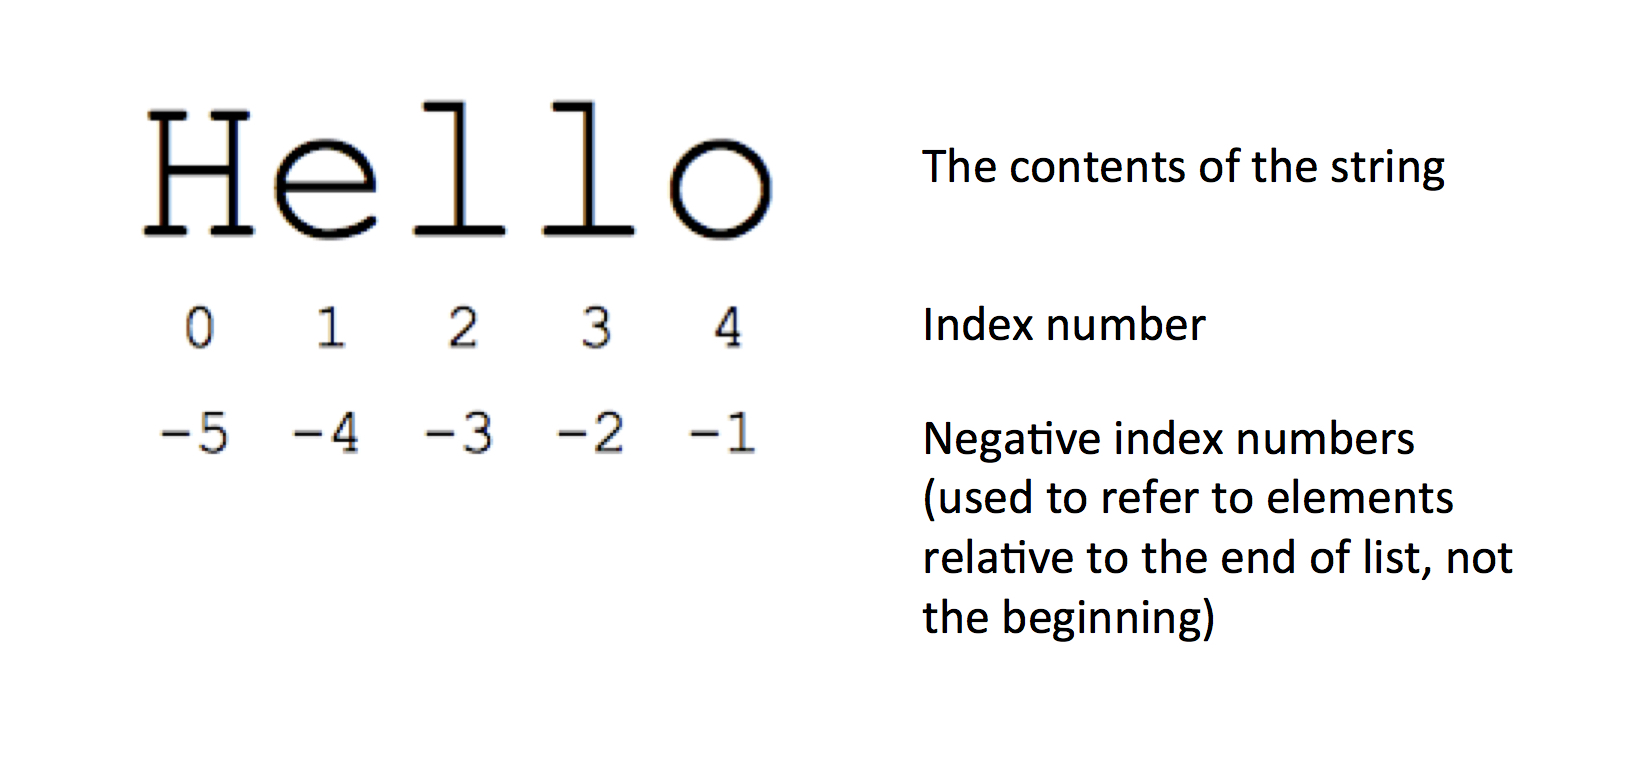 Hello The contents of the string
0 1 2 3 4 Index number
-5 -4 -3 -2 -1 Negative index numbers
(used to refer to elements
relative to the end of list, not
the beginning)